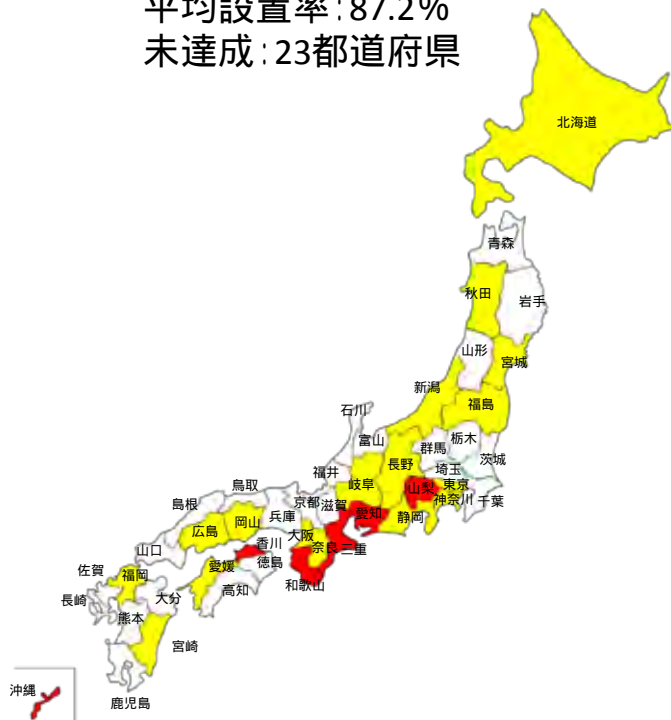 平均設置率：87.2%
未達成：23都道府県
北海道
青森
秋田
岩手
山形
宮城
新潟
福島
石川
富山
群馬
栃木
茨城
福井
長野
埼玉
岐阜
山梨
東京
神奈川
千葉
鳥取
京都
滋賀
愛知
静岡
島根
岡山
兵庫
広島
大阪
奈良
三重
山口
香川
佐賀
福岡
愛媛
徳島
和歌山
長崎
大分
高知
熊本
宮崎
沖縄
鹿児島